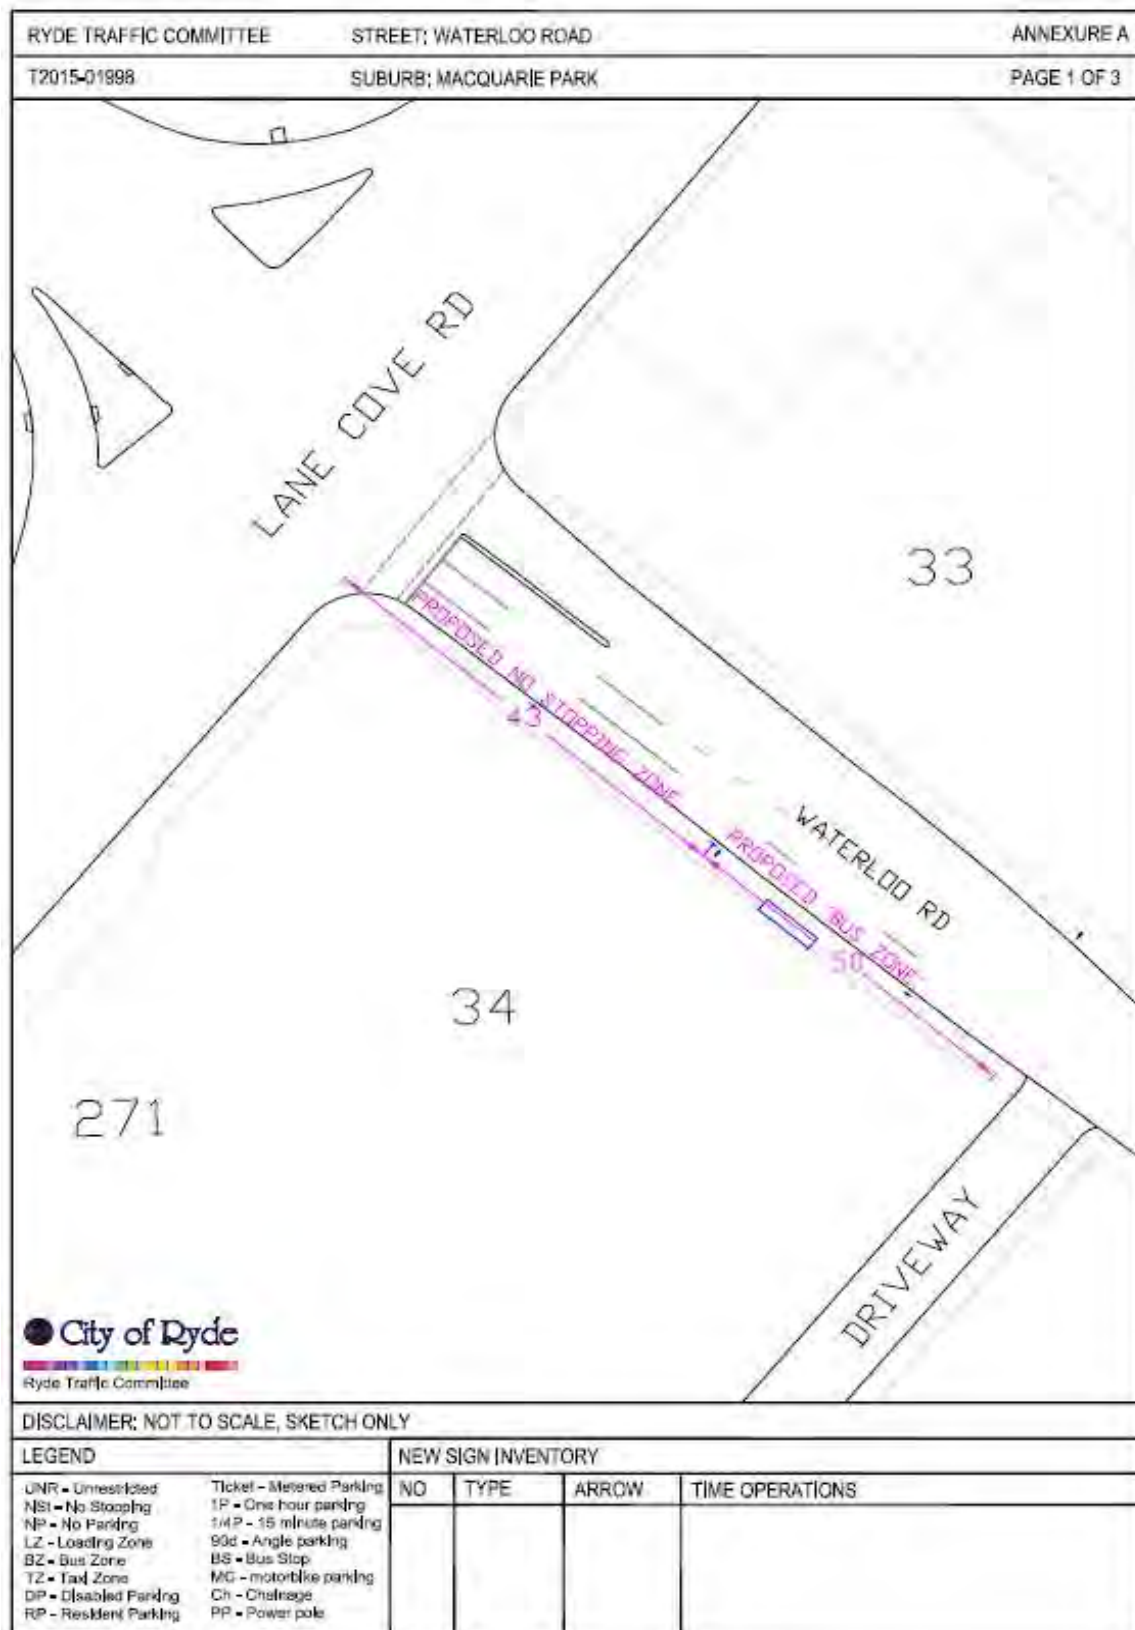 RYDE TRAFFIC COMMITTEE STREET: WATERLOO ROAD ANNEXURE A
T2015-01998 SUBURB: MACQUARIE PARK PAGE 1 OF 3
LANE COVE RD
33
PROPOSED NO STOPPING ZONE
43
WATERLOO RD
PROPOSED BUS ZONE
50
34
271
DRIVEWAY
City of Ryde
Ryde Traffic Committee
DISCLAIMER: NOT TO SCALE, SKETCH ONLY
LEGEND
UNR - Unrestricted
NSt - No Stopping
NP - No Parking
LZ - Loading Zone
BZ - Bus Zone
TZ - Taxi Zone
DP - Disabled Parking
RP - Resident Parking
Ticket - Metered Parking
1P - One hour parking
1/4P - 15 minute parking
90d - Angle parking
BS - Bus Stop
MC - motorbike parking
Ch - Chainage
PP - Power pole
NEW SIGN INVENTORY
NO TYPE ARROW TIME OPERATIONS